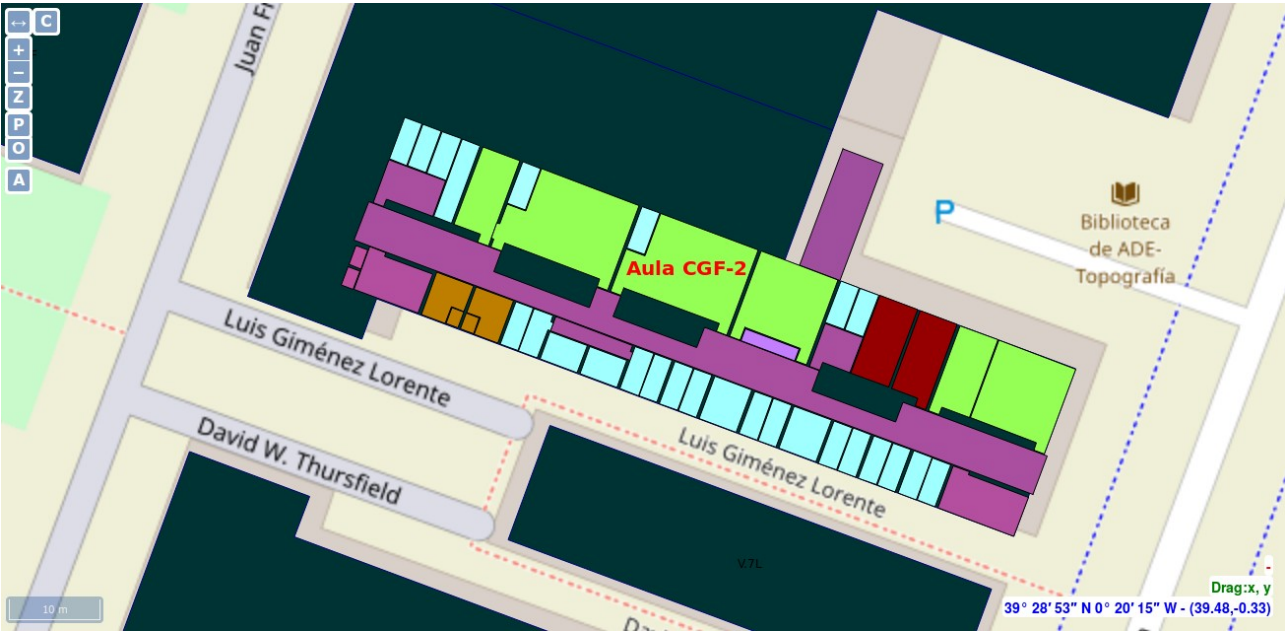 ↔ C
+
−
Z
P
O
A
Juan F
Aula CGF-2
P
Biblioteca
de ADE-
Topografía
Luis Giménez Lorente
David W. Thursfield
Luis Giménez Lorente
V.7L
10 m
-
Drag:x, y
39° 28′ 53″ N 0° 20′ 15″ W - (39.48,-0.33)